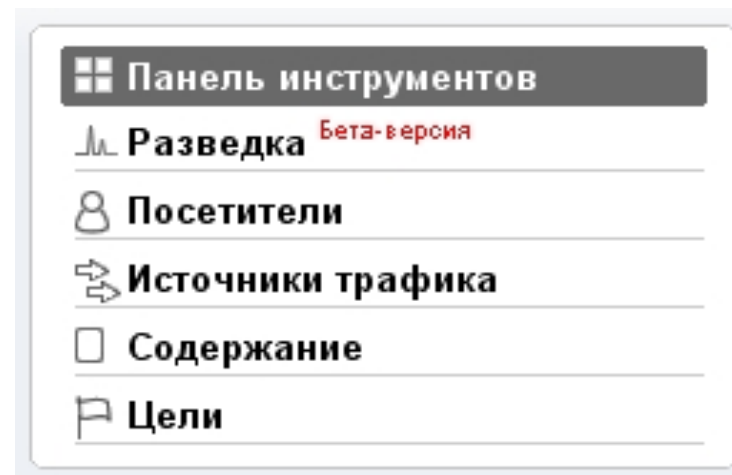 Панель инструментов
Разведка Бета-версия
Посетители
Источники трафика
Содержание
Цели